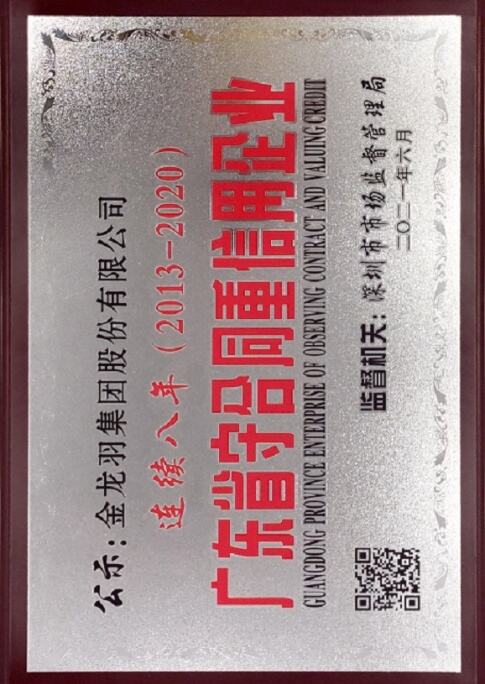 公示：金龙羽集团股份有限公司
连续八年（2013-2020）
广东省守合同重信用企业
GUANGDONG PROVINCE ENTERPRISE OF OBSERVING CONTRACT AND VALUING CREDIT
监督机关：深圳市市场监督管理局
二〇二一年六月